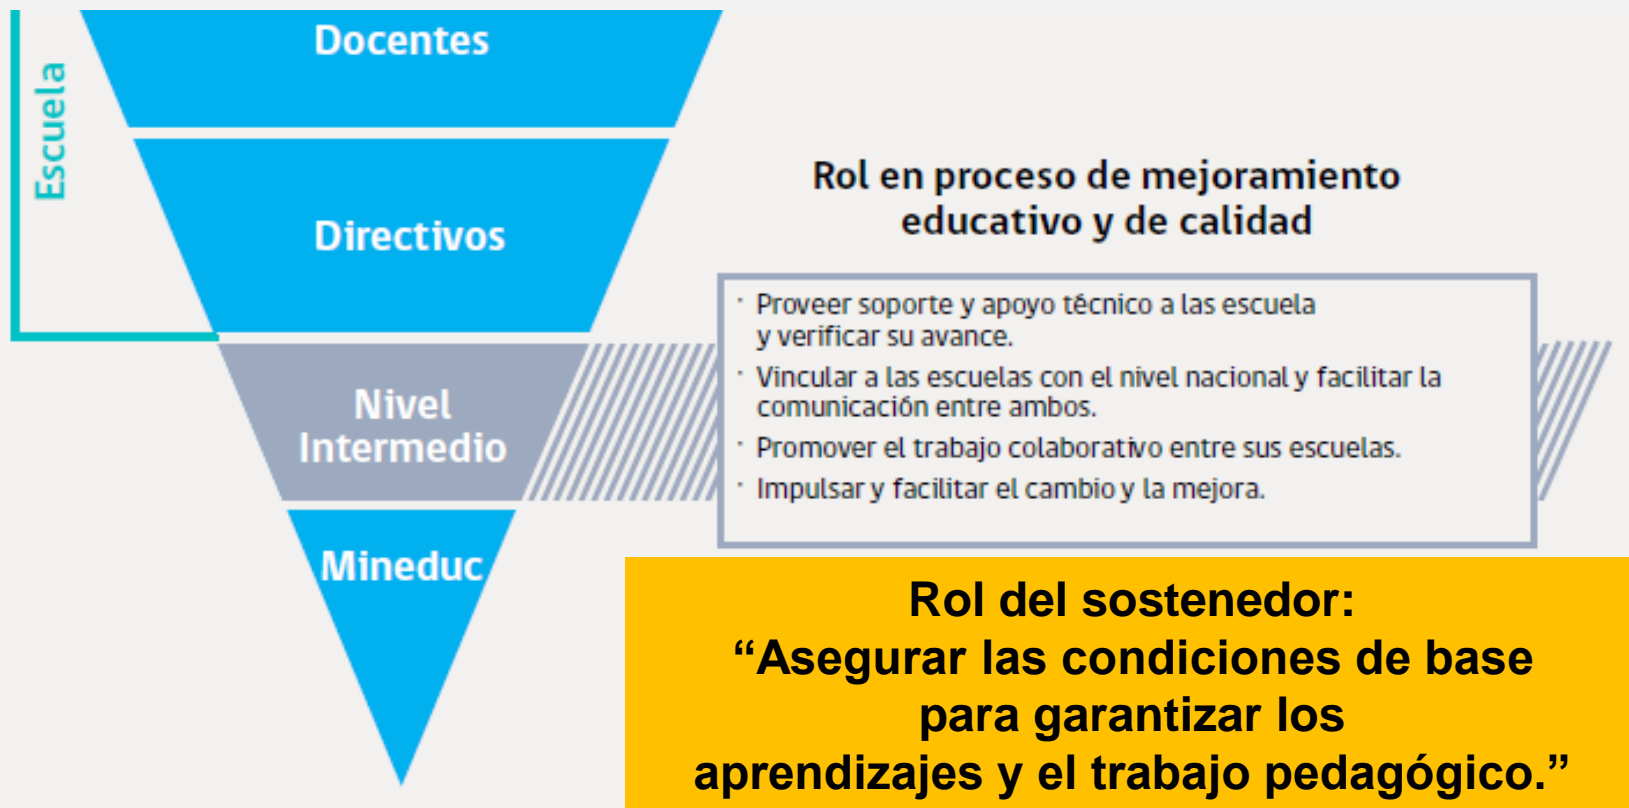 Escuela
Docentes
Directivos
Nivel
Intermedio
Mineduc
Rol en proceso de mejoramiento
educativo y de calidad
· Proveer soporte y apoyo técnico a las escuela
y verificar su avance.
· Vincular a las escuelas con el nivel nacional y facilitar la
comunicación entre ambos.
· Promover el trabajo colaborativo entre sus escuelas.
· Impulsar y facilitar el cambio y la mejora.
Rol del sostenedor:
“Asegurar las condiciones de base
para garantizar los
aprendizajes y el trabajo pedagógico.”